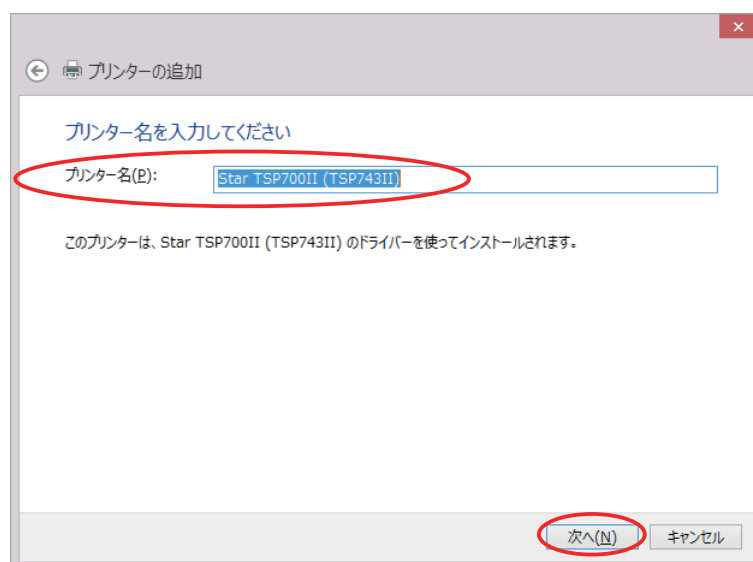 プリンターの追加
プリンター名を入力してください
プリンター名(P): Star TSP700II (TSP743II)
このプリンターは、Star TSP700II (TSP743II) のドライバーを使ってインストールされます。
次へ(N) キャンセル